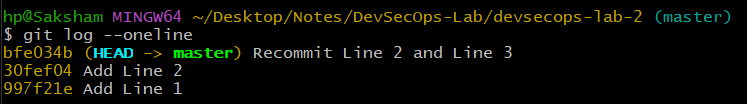 hp@Saksham MINGW64 ~/Desktop/Notes/DevSecOps-Lab/devsecops-lab-2 (master)
$ git log --oneline
bfe034b (HEAD -> master) Recommit Line 2 and Line 3
30fef04 Add Line 2
997f21e Add Line 1